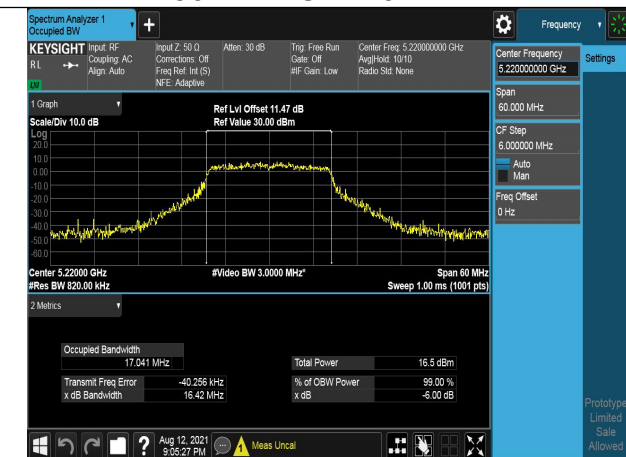 Spectrum Analyzer 1
Occupied BW
+
Frequency
KEYSIGHT
RL
LXI
Input: RF
Coupling: AC
Align: Auto
Input Z: 50 Ω
Corrections: Off
Freq Ref: Int (S)
NFE: Adaptive
Atten: 30 dB
Trig: Free Run
Gate: Off
#IF Gain: Low
Center Freq: 5.220000000 GHz
Avg|Hold: 10/10
Radio Std: None
Center Frequency
5.220000000 GHz
Settings
Span
60.000 MHz
CF Step
6.000000 MHz
Auto
Man
Freq Offset
0 Hz
1 Graph
Scale/Div 10.0 dB
Ref Lvl Offset 11.47 dB
Ref Value 30.00 dBm
Log
20.0
10.0
0.00
-10.0
-20.0
-30.0
-40.0
-50.0
-60.0
Center 5.22000 GHz
#Res BW 820.00 kHz
#Video BW 3.0000 MHz*
Span 60 MHz
Sweep 1.00 ms (1001 pts)
2 Metrics
Occupied Bandwidth
17.041 MHz
Total Power 16.5 dBm
Transmit Freq Error -40.256 kHz
% of OBW Power 99.00 %
x dB Bandwidth 16.42 MHz
x dB -6.00 dB
Prototype
Limited
Sale
Allowed
?
Aug 12, 2021
9:05:27 PM
Meas Uncal